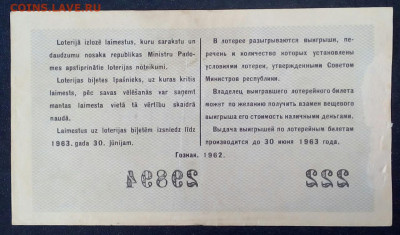 COINS.SU
Loterijā izlozē laimestus, kuru sarakstu un
daudzumu nosaka republikas Ministru Padomes apstiprinātie loterijas noteikumi.
Loterijas biļetes īpašnieks, uz kuras kritis
laimests, pēc savas vēlēšanās var saņemt
mantas laimesta vietā tā vērtību skaidrā
naudā.
Laimestus uz loterijas biļetēm izsniedz līdz
1963. gada 30. jūnijam.
В лотерее разыгрываются выигрыши, пе-
речень и количество которых установлены
условиями лотереи, утвержденными Советом
Министров республики.
Владелец выигравшего лотерейного билета
может по желанию получить взамен вещевого
выигрыша его стоимость наличными деньгами.
Выдача выигрышей по лотерейным билетам
производится до 30 июня 1963 года.
Гознак, 1962.
29894
222